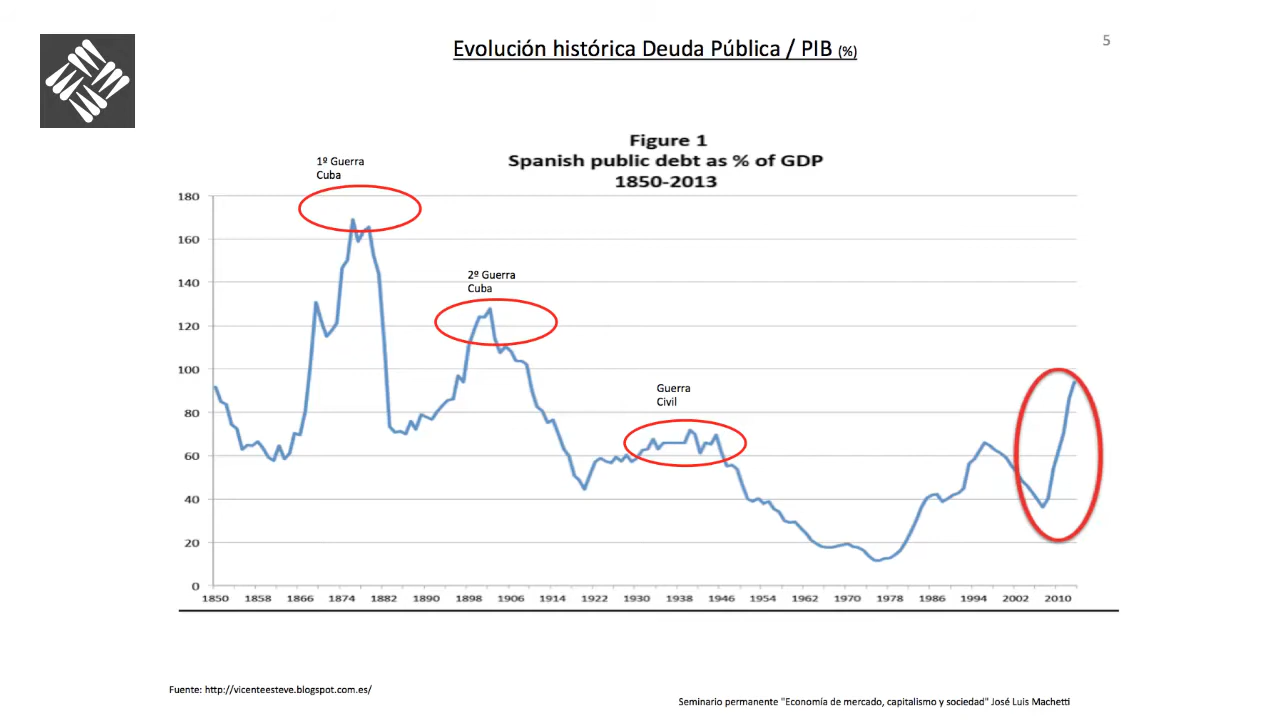 Evolución histórica Deuda Pública / PIB (%)
5
Figure 1
Spanish public debt as % of GDP
1850-2013
1º Guerra
Cuba
2º Guerra
Cuba
Guerra
Civil
180
160
140
120
100
80
60
40
20
0
1850 1858 1866 1874 1882 1890 1898 1906 1914 1922 1930 1938 1946 1954 1962 1970 1978 1986 1994 2002 2010
Fuente: http://vicenteesteve.blogspot.com.es/
Seminario permanente "Economía de mercado, capitalismo y sociedad" José Luis Machetti